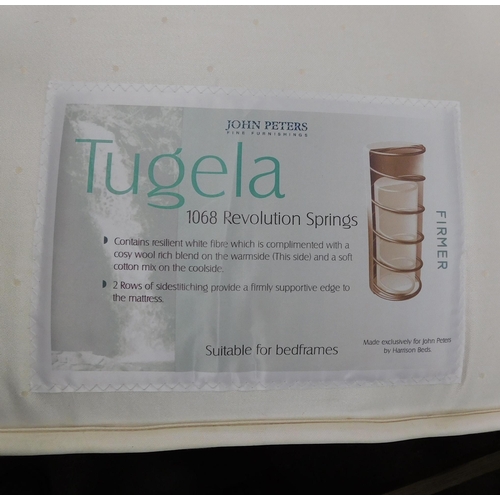 JOHN PETERS
FINE FURNISHINGS
Tugela
1068 Revolution Springs
Contains resilient white fibre which is complimented with a
cosy wool rich blend on the warmside (This side) and a soft
cotton mix on the coolside.
2 Rows of sidestitching provide a firmly supportive edge to
the mattress.
FIRMER
Suitable for bedframes
Made exclusively for John Peters
by Harrison Beds.